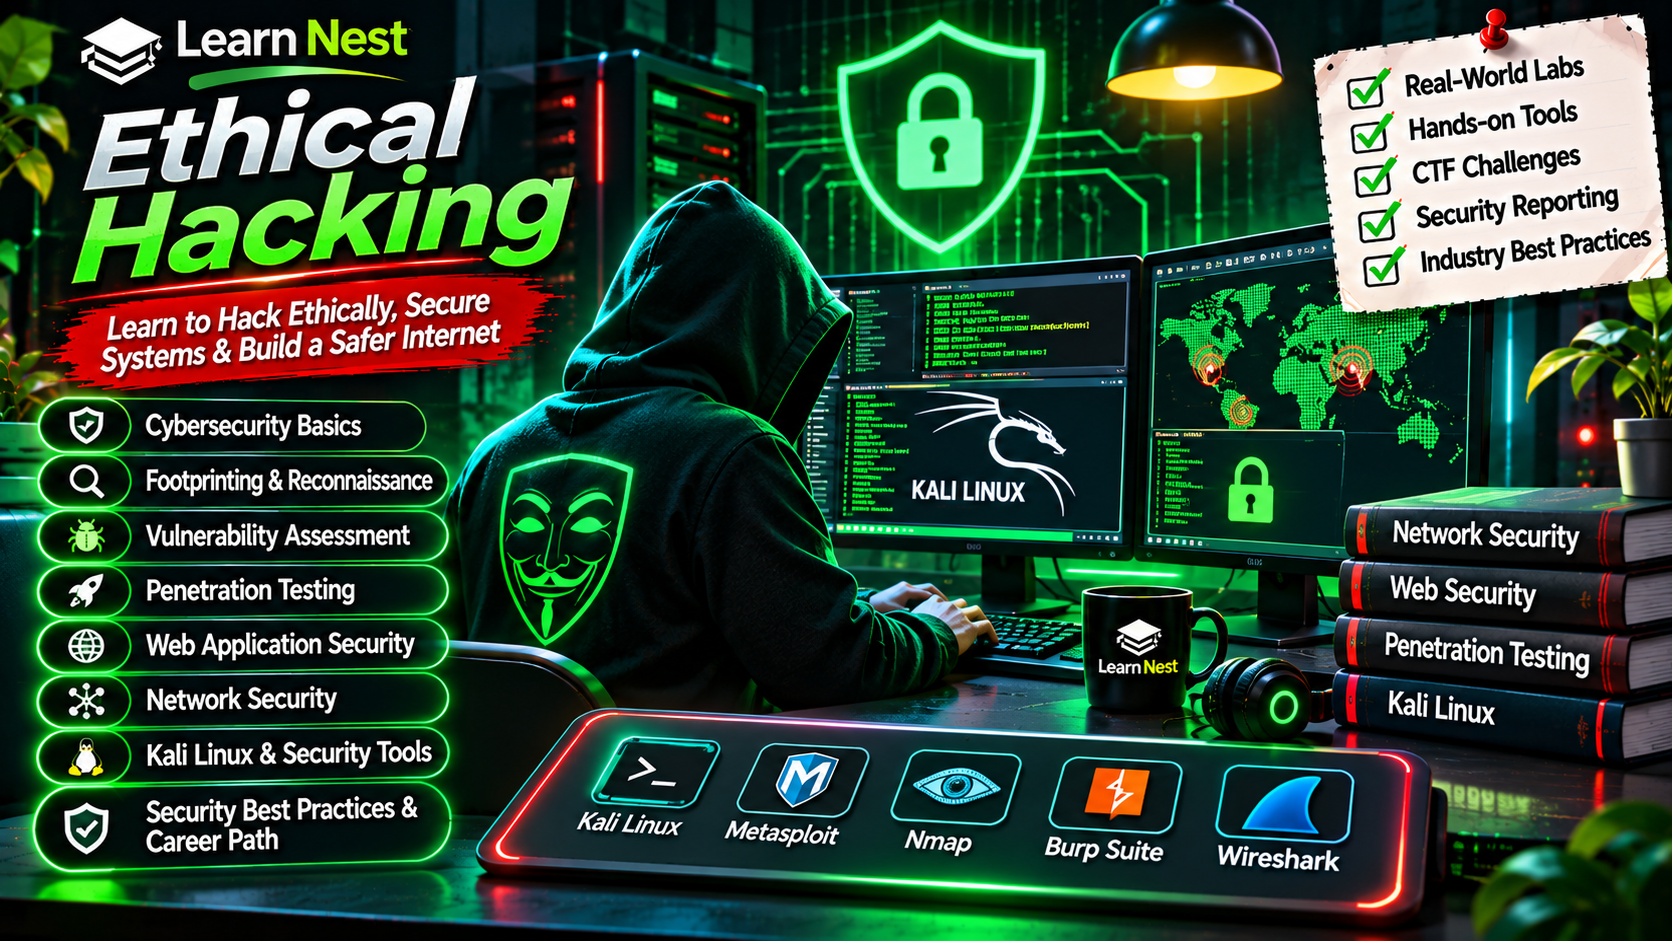 Learn Nest
Ethical
Hacking
Learn to Hack Ethically, Secure
Systems & Build a Safer Internet
Cybersecurity Basics
Footprinting & Reconnaissance
Vulnerability Assessment
Penetration Testing
Web Application Security
Network Security
Kali Linux & Security Tools
Security Best Practices &
Career Path
Real-World Labs
Hands-on Tools
CTF Challenges
Security Reporting
Industry Best Practices
KALI LINUX
Learn Nest
Network Security
Web Security
Penetration Testing
Kali Linux
>_
Kali Linux
M
Metasploit
Nmap
Burp Suite
Wireshark